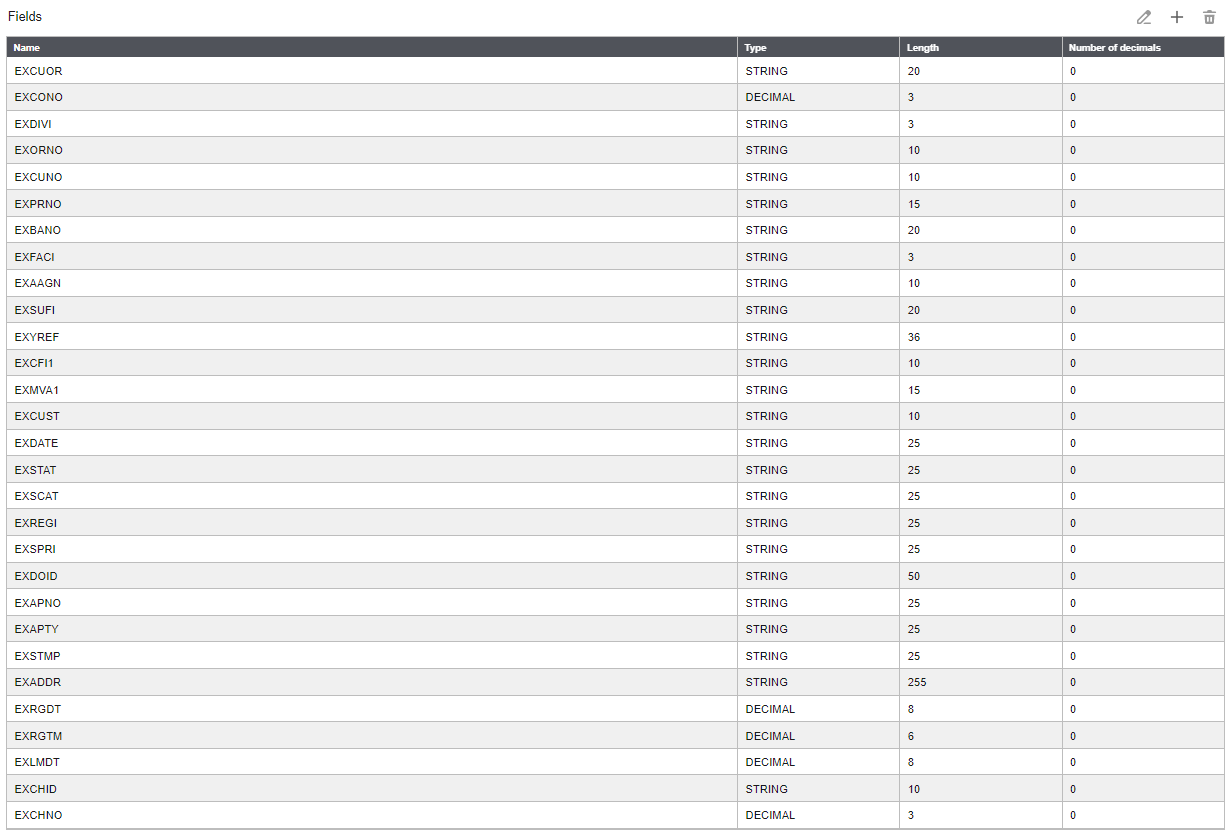 Fields
Name Type Length Number of decimals
EXCUOR STRING 20 0
EXCONO DECIMAL 3 0
EXDIVI STRING 3 0
EXORNO STRING 10 0
EXCUNO STRING 10 0
EXPRNO STRING 15 0
EXBANO STRING 20 0
EXFACI STRING 3 0
EXAAGN STRING 10 0
EXSUFI STRING 20 0
EXYREF STRING 36 0
EXCFI1 STRING 10 0
EXMVA1 STRING 15 0
EXCUST STRING 10 0
EXDATE STRING 25 0
EXSTAT STRING 25 0
EXSCAT STRING 25 0
EXREGI STRING 25 0
EXSPRI STRING 25 0
EXDOID STRING 50 0
EXAPNO STRING 25 0
EXAPTY STRING 25 0
EXSTMP STRING 25 0
EXADDR STRING 255 0
EXRGDT DECIMAL 8 0
EXRGTM DECIMAL 6 0
EXLMDT DECIMAL 8 0
EXCHID STRING 10 0
EXCHNO DECIMAL 3 0